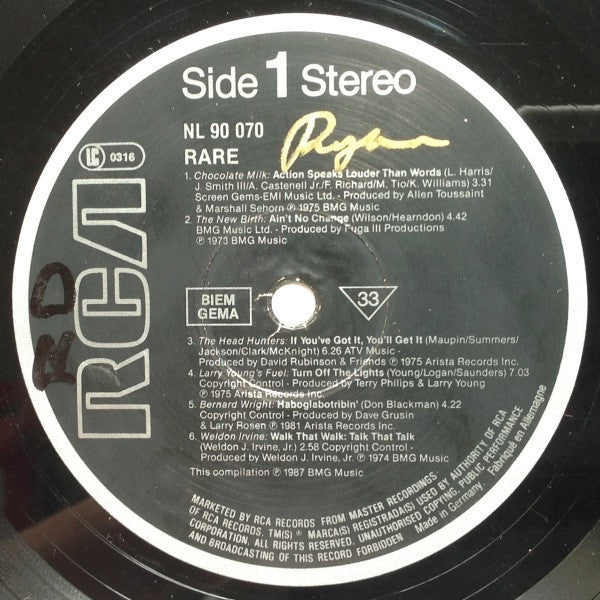 Side 1 Stereo
NL 90 070
RARE
LC 0316
RCA
1. Chocolate Milk: Action Speaks Louder Than Words (L. Harris/
J. Smith III/A. Castenell Jr/F. Richard/M. Tio/K. Williams) 3.31
Screen Gems-EMI Music Ltd. - Produced by Allen Toussaint
& Marshall Sehorn ℗ 1975 BMG Music
2. The New Birth: Ain't No Change (Wilson/Hearndon) 4.42
BMG Music Ltd. - Produced by Fuga III Productions
℗ 1973 BMG Music
BIEM
GEMA
33
3. The Head Hunters: If You've Got It, You'll Get It (Maupin/Summers/
Jackson/Clark/McKnight) 6.26 ATV Music -
Produced by David Rubinson & Friends ℗ 1975 Arista Records Inc.
4. Larry Young's Fuel: Turn Off The Lights (Young/Logan/Saunders) 7.03
Copyright Control - Produced by Terry Philips & Larry Young
℗ 1975 Arista Records Inc.
5. Bernard Wright: Haboglabotribin' (Don Blackman) 4.22
Copyright Control - Produced by Dave Grusin
& Larry Rosen ℗ 1981 Arista Records Inc.
6. Weldon Irvine: Walk That Walk: Talk That Talk
(Weldon J. Irvine, Jr.) 2.58 Copyright Control -
Produced by Weldon J. Irvine, Jr. ℗ 1974 BMG Music
This compilation ℗ 1987 BMG Music
MARKETED BY RCA RECORDS FROM MASTER RECORDINGS.
OF RCA RECORDS. TM(S) ® MARCA(S) REGISTRADA(S) USED BY AUTHORITY OF RCA
CORPORATION. ALL RIGHTS RESERVED. UNAUTHORISED COPYING, PUBLIC PERFORMANCE
AND BROADCASTING OF THIS RECORD FORBIDDEN
Made in Germany. Fabriqué en Allemagne